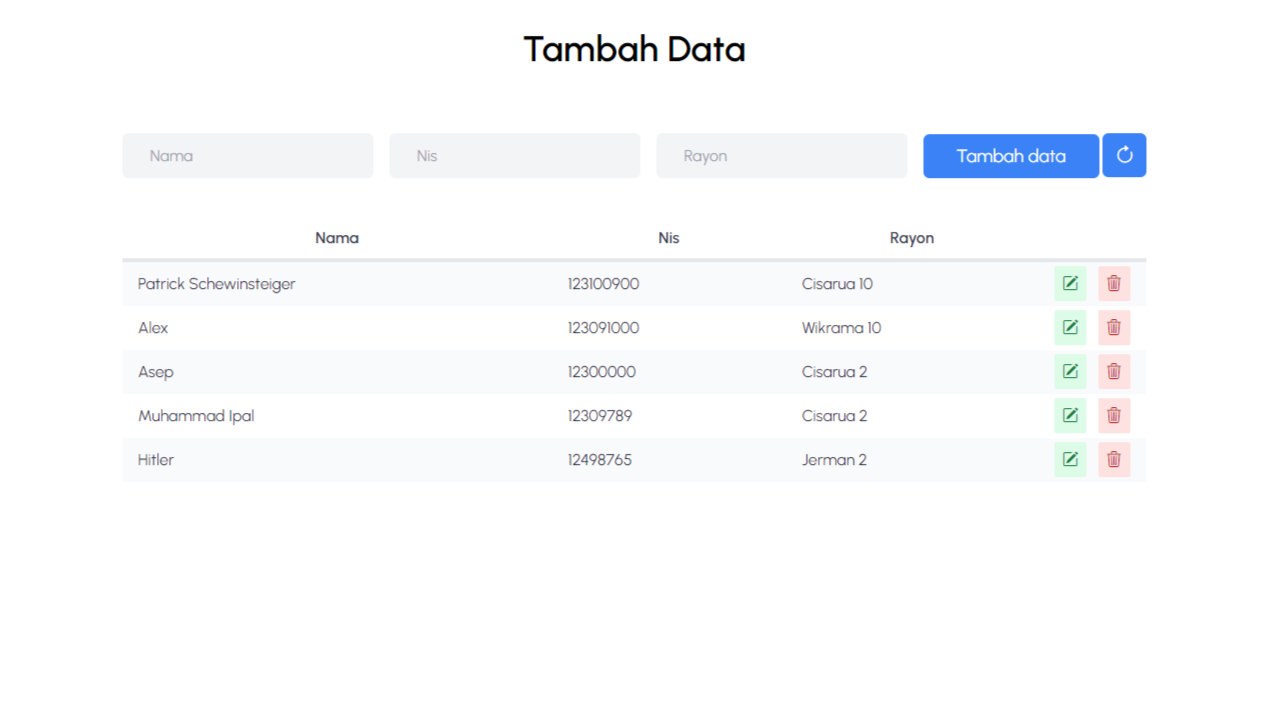 Tambah Data
Nama Nis Rayon Tambah data
Nama Nis Rayon
Patrick Schewinsteiger 123100900 Cisarua 10
Alex 123091000 Wikrama 10
Asep 12300000 Cisarua 2
Muhammad Ipal 12309789 Cisarua 2
Hitler 12498765 Jerman 2